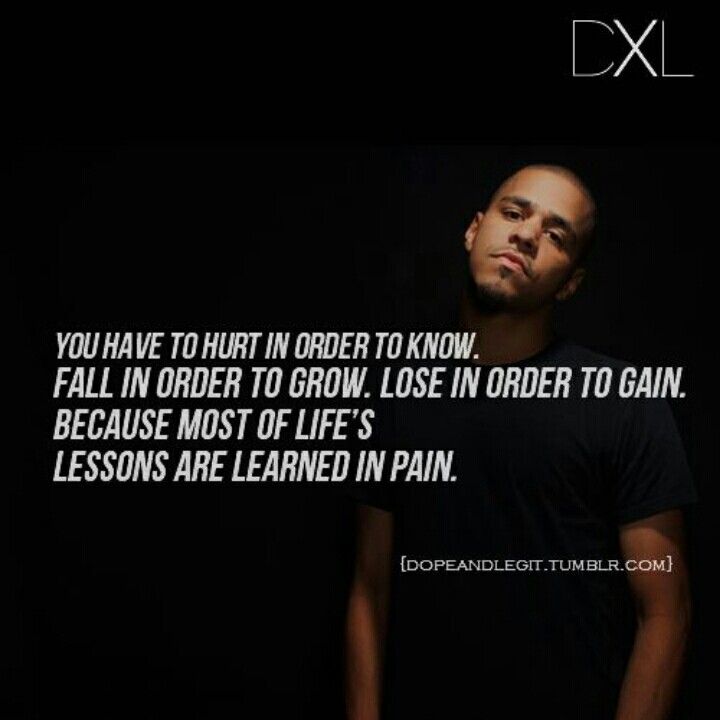 DXL
YOU HAVE TO HURT IN ORDER TO KNOW.
FALL IN ORDER TO GROW. LOSE IN ORDER TO GAIN.
BECAUSE MOST OF LIFE'S
LESSONS ARE LEARNED IN PAIN.
{DOPEANDLEGIT.TUMBLR.COM}